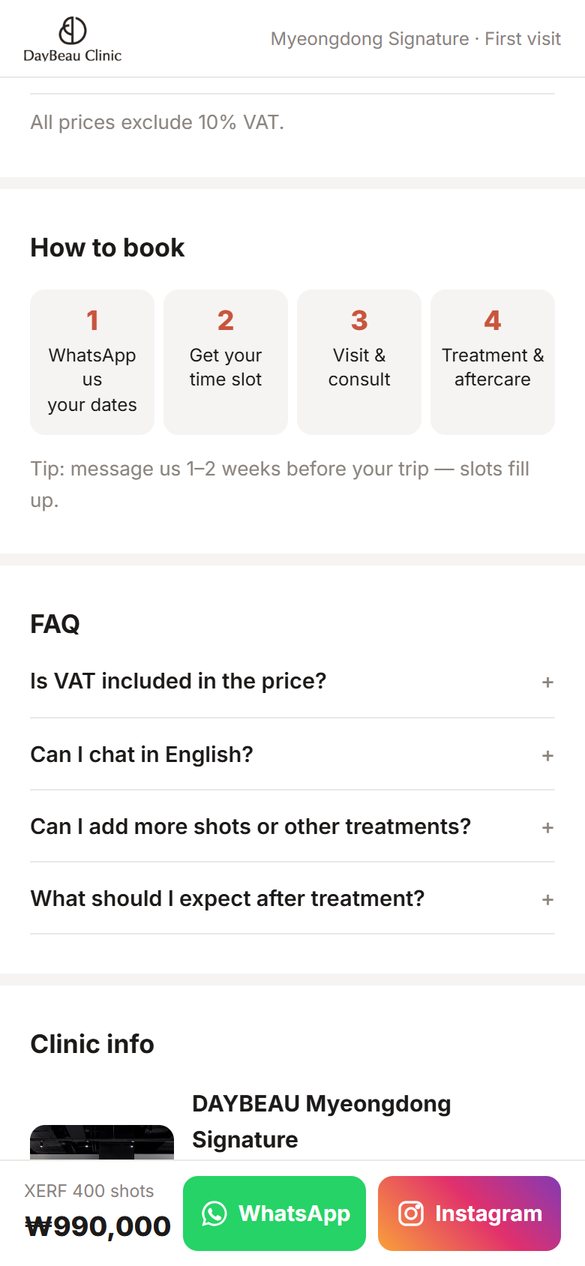 DayBeau Clinic
Myeongdong Signature · First visit
All prices exclude 10% VAT.
How to book
1
WhatsApp
us
your dates
2
Get your
time slot
3
Visit &
consult
4
Treatment &
aftercare
Tip: message us 1–2 weeks before your trip — slots fill
up.
FAQ
Is VAT included in the price?
+
Can I chat in English?
+
Can I add more shots or other treatments?
+
What should I expect after treatment?
+
Clinic info
DAYBEAU Myeongdong
Signature
XERF 400 shots
₩990,000
WhatsApp
Instagram